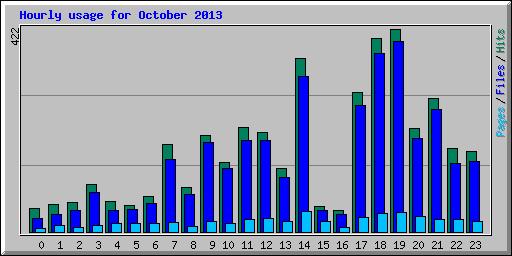 Hourly usage for October 2013
422
Pages / Files / Hits
0 1 2 3 4 5 6 7 8 9 10 11 12 13 14 15 16 17 18 19 20 21 22 23